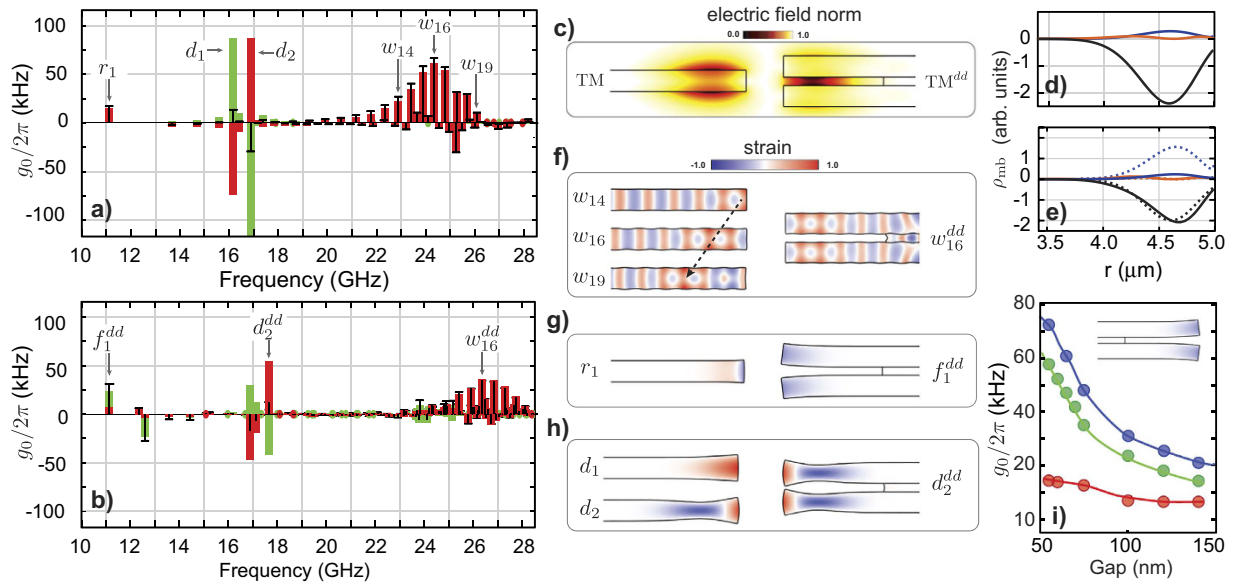 100
50
0
-50
-100
g₀/2π (kHz)
r₁
d₁
d₂
w₁₄
w₁₆
w₁₉
a)
10 12 14 16 18 20 22 24 26 28
Frequency (GHz)
100
50
0
-50
-100
g₀/2π (kHz)
f₁ᵈᵈ
d₂ᵈᵈ
w₁₆ᵈᵈ
b)
10 12 14 16 18 20 22 24 26 28
Frequency (GHz)
electric field norm
c) 0.0 1.0
TM TMᵈᵈ
strain
f) -1.0 1.0
w₁₄
w₁₆ w₁₆ᵈᵈ
w₁₉
g)
r₁ f₁ᵈᵈ
h)
d₁
d₂ d₂ᵈᵈ
ρmb (arb. units)
0
-1
-2
d)
2
1
0
-1
-2
e)
3.5 4.0 4.5 5.0
r (μm)
80
60
40
20
10
g₀/2π (kHz)
i)
50 100 150
Gap (nm)